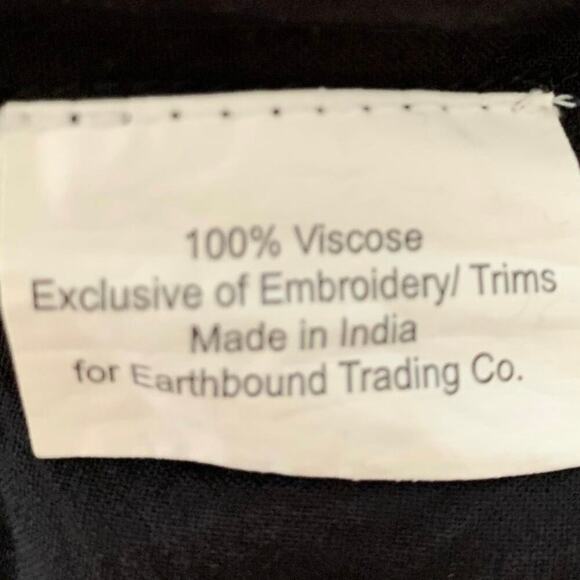 100% Viscose
Exclusive of Embroidery/ Trims
Made in India
for Earthbound Trading Co.